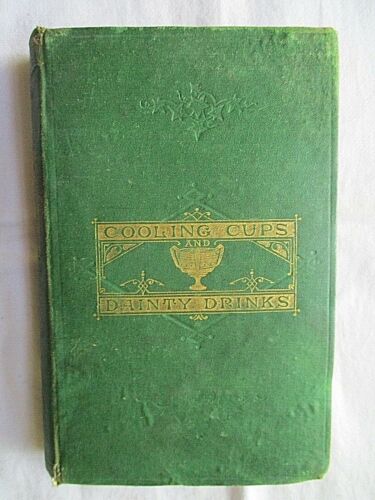 COOLING CUPS
AND
DAINTY DRINKS